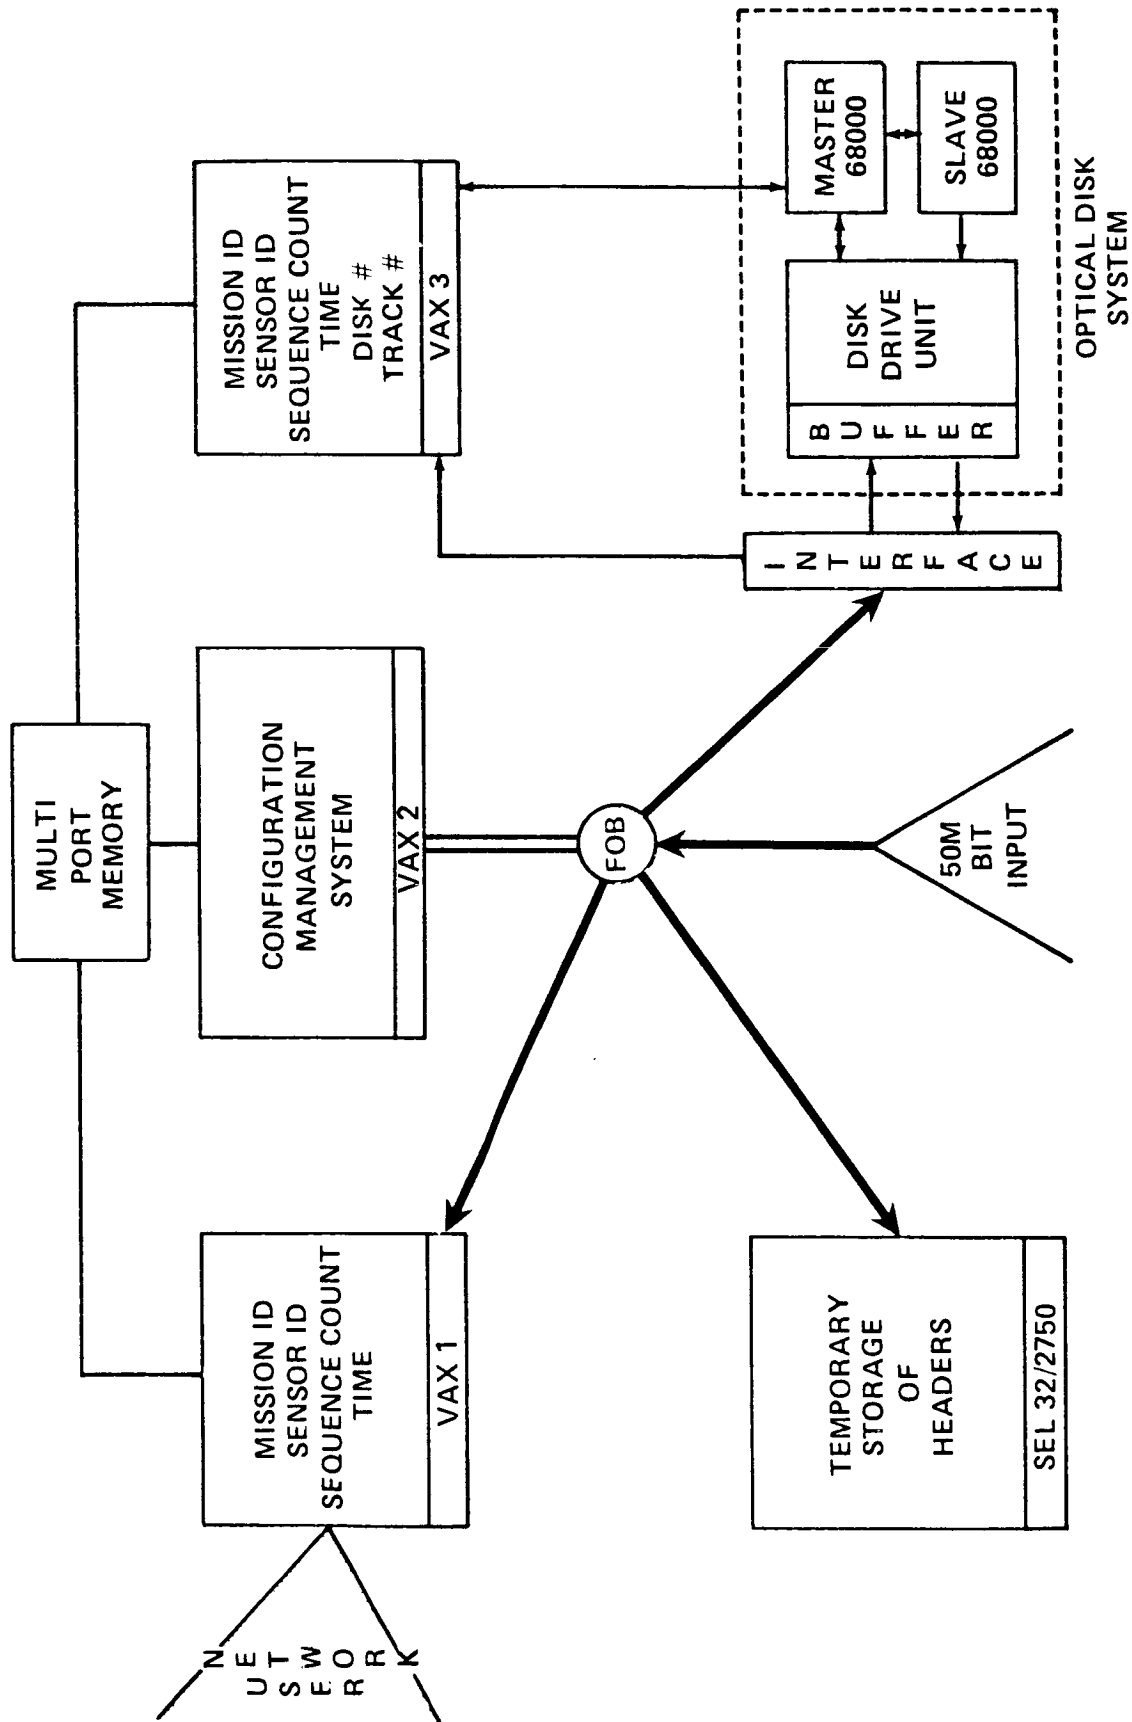 MULTI
PORT
MEMORY
MISSION ID
SENSOR ID
SEQUENCE COUNT
TIME
VAX 1
CONFIGURATION
MANAGEMENT
SYSTEM
VAX 2
MISSION ID
SENSOR ID
SEQUENCE COUNT
TIME
DISK #
TRACK #
VAX 3
USER
NETWORK
FOB
TEMPORARY
STORAGE
OF
HEADERS
SEL 32/2750
50M
BIT
INPUT
INTERFACE
BUFFER
DISK
DRIVE
UNIT
MASTER
68000
SLAVE
68000
OPTICAL DISK
SYSTEM